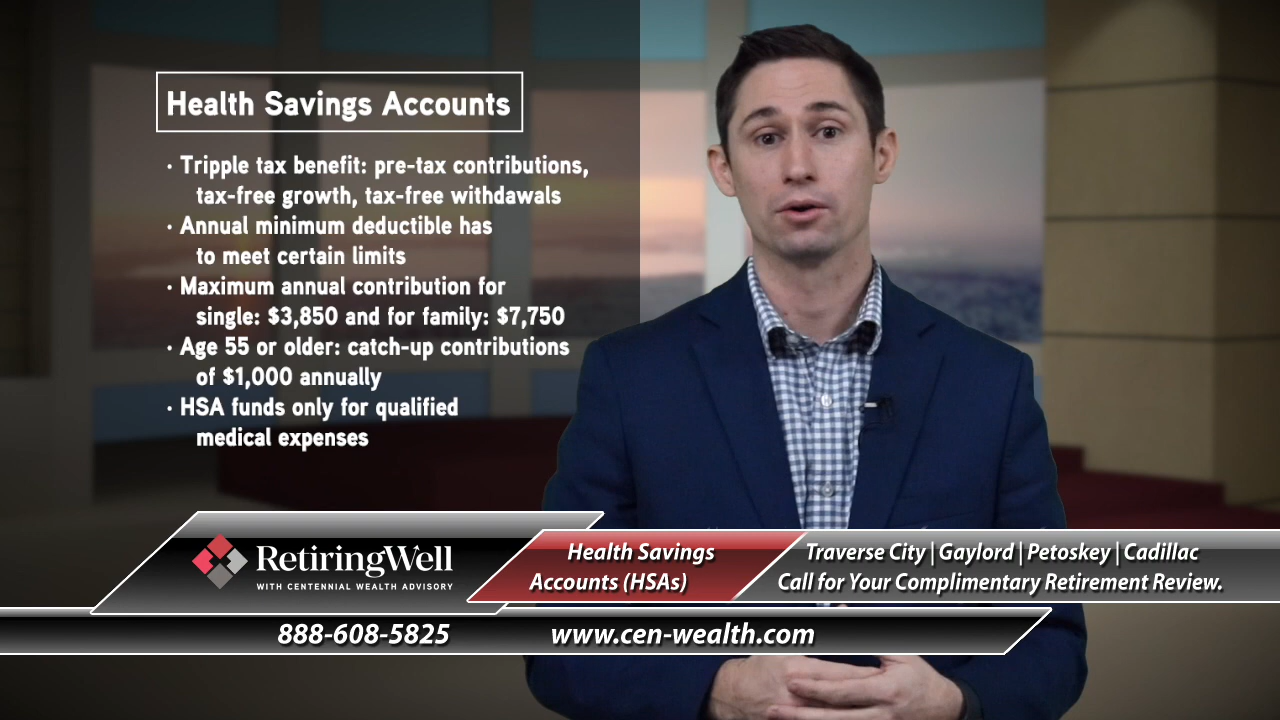 Health Savings Accounts
· Tripple tax benefit: pre-tax contributions,
tax-free growth, tax-free withdawals
· Annual minimum deductible has
to meet certain limits
· Maximum annual contribution for
single: $3,850 and for family: $7,750
· Age 55 or older: catch-up contributions
of $1,000 annually
· HSA funds only for qualified
medical expenses
RetiringWell
WITH CENTENNIAL WEALTH ADVISORY
Health Savings
Accounts (HSAs)
Traverse City | Gaylord | Petoskey | Cadillac
Call for Your Complimentary Retirement Review.
888-608-5825
www.cen-wealth.com